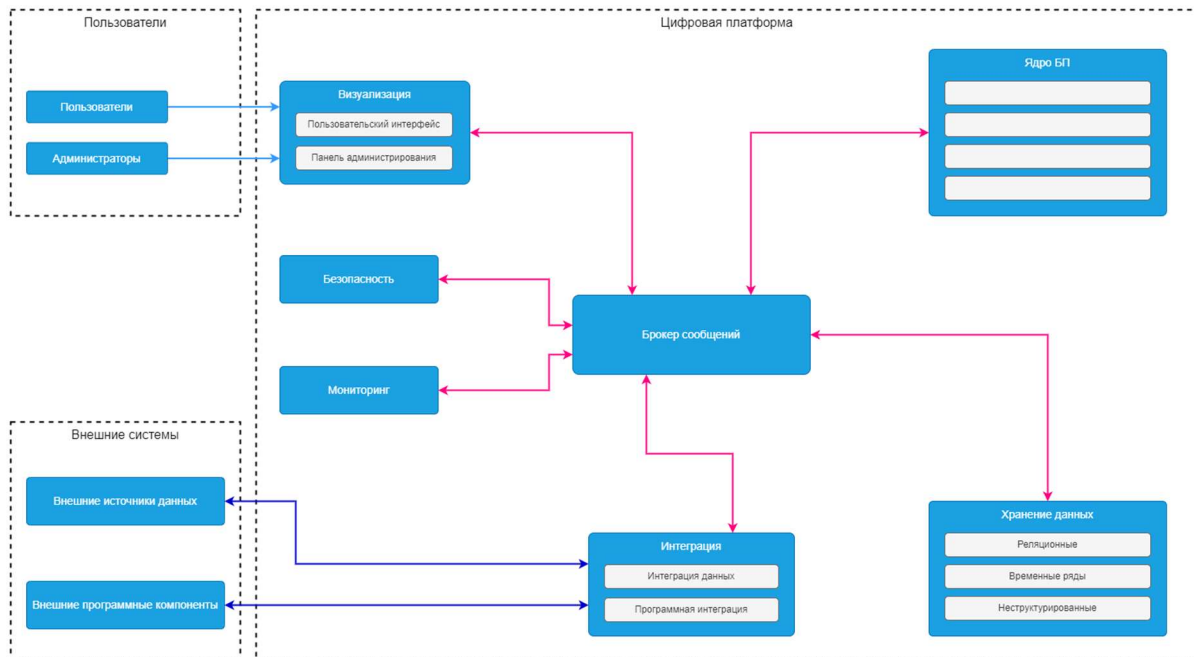 Пользователи
Цифровая платформа
Ядро БП
Визуализация
Пользователи
Пользовательский интерфейс
Администраторы
Панель администрирования
Безопасность
Брокер сообщений
Мониторинг
Внешние системы
Внешние источники данных
Хранение данных
Интеграция
Реляционные
Интеграция данных
Временные ряды
Внешние программные компоненты
Программная интеграция
Неструктурированные